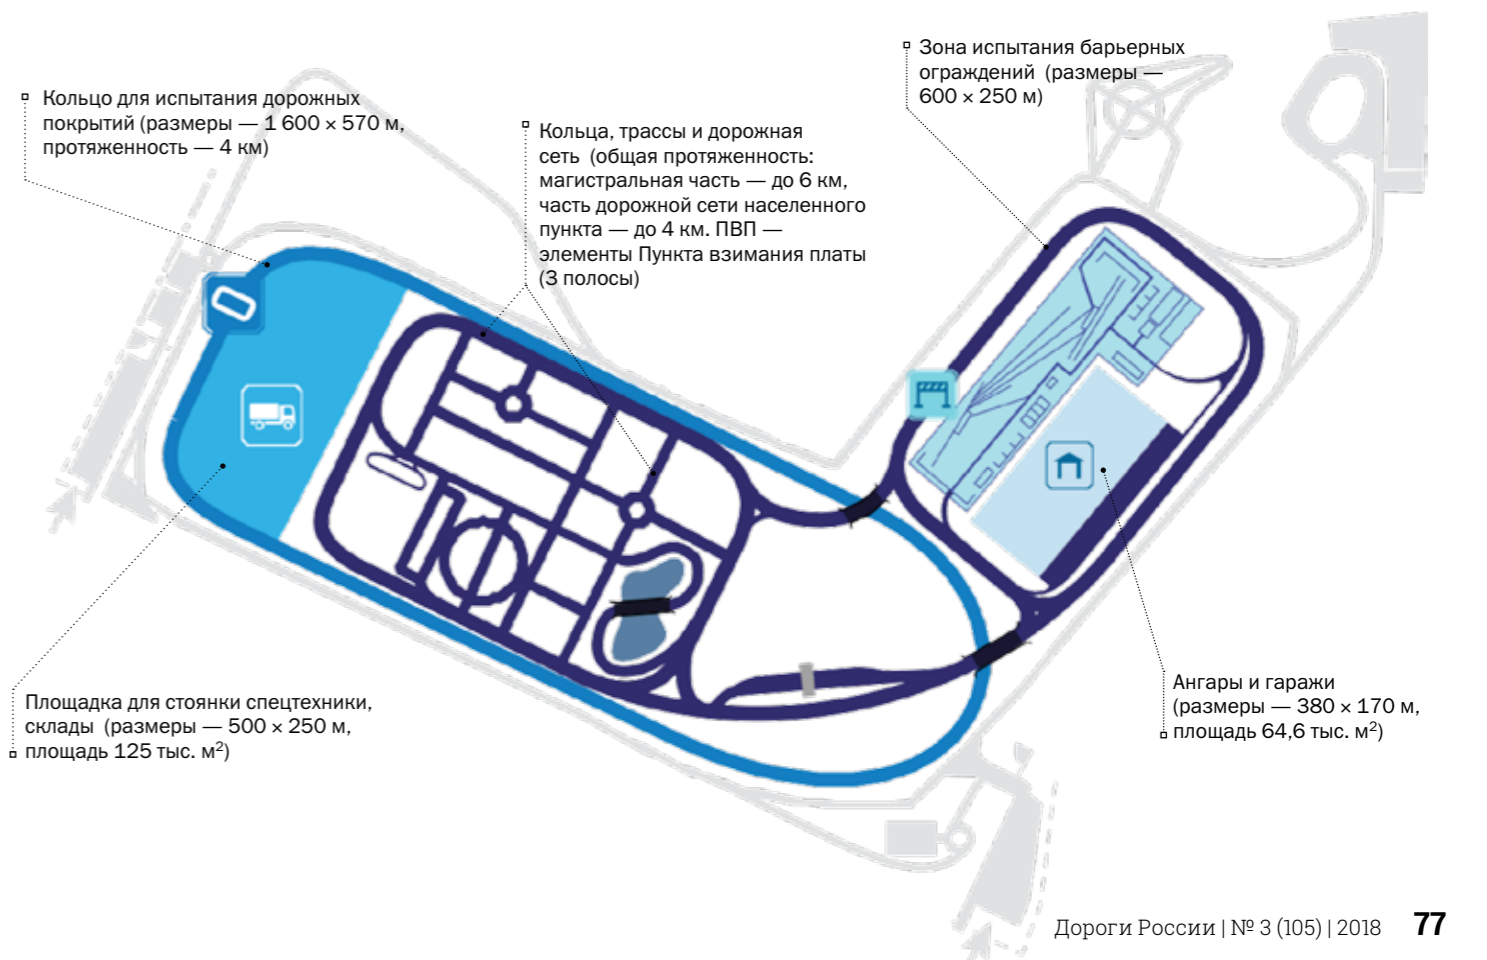 Кольцо для испытания дорожных
покрытий (размеры — 1 600 × 570 м,
протяженность — 4 км)
Кольца, трассы и дорожная
сеть (общая протяженность:
магистральная часть — до 6 км,
часть дорожной сети населенного
пункта — до 4 км. ПВП —
элементы Пункта взимания платы
(3 полосы)
Зона испытания барьерных
ограждений (размеры —
600 × 250 м)
Площадка для стоянки спецтехники,
склады (размеры — 500 × 250 м,
площадь 125 тыс. м²)
Ангары и гаражи
(размеры — 380 × 170 м,
площадь 64,6 тыс. м²)
Дороги России | № 3 (105) | 2018 77